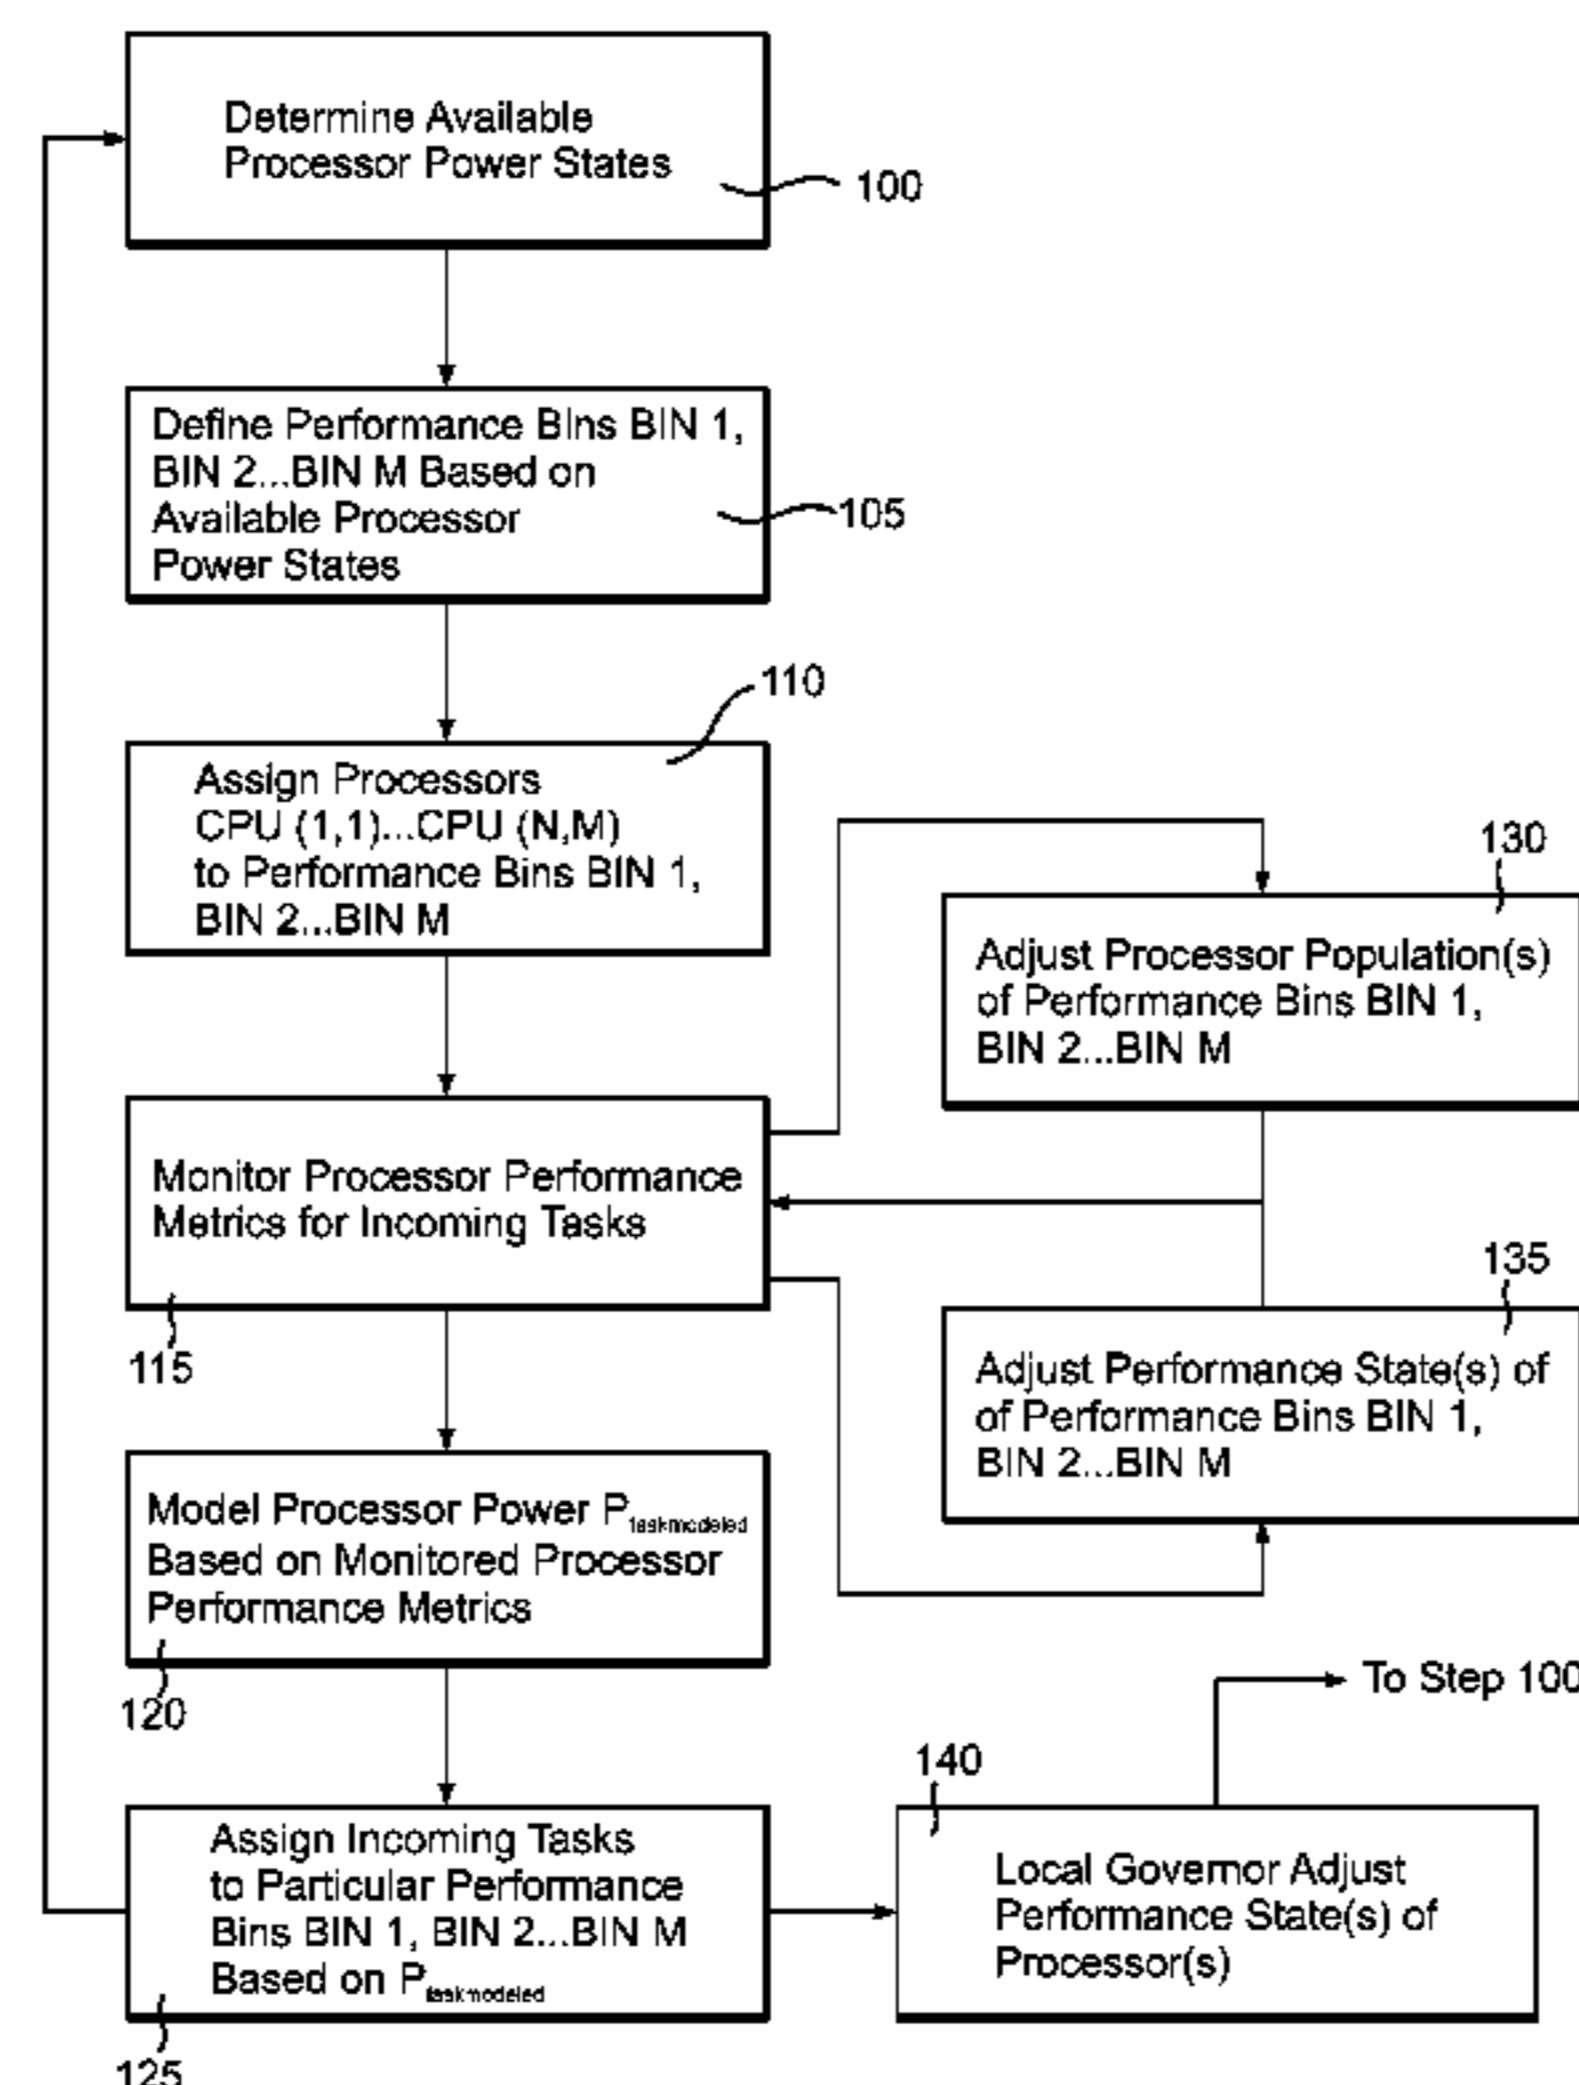 Determine Available
Processor Power States
100
Define Performance Bins BIN 1,
BIN 2...BIN M Based on
Available Processor
Power States
105
110
Assign Processors
CPU (1,1)...CPU (N,M)
to Performance Bins BIN 1,
BIN 2...BIN M
130
Adjust Processor Population(s)
of Performance Bins BIN 1,
BIN 2...BIN M
Monitor Processor Performance
Metrics for Incoming Tasks
115
135
Adjust Performance State(s) of
of Performance Bins BIN 1,
BIN 2...BIN M
Model Processor Power Ptaskmodeled
Based on Monitored Processor
Performance Metrics
120
To Step 100
140
Assign Incoming Tasks
to Particular Performance
Bins BIN 1, BIN 2...BIN M
Based on Ptaskmodeled
125
Local Governor Adjust
Performance State(s) of
Processor(s)